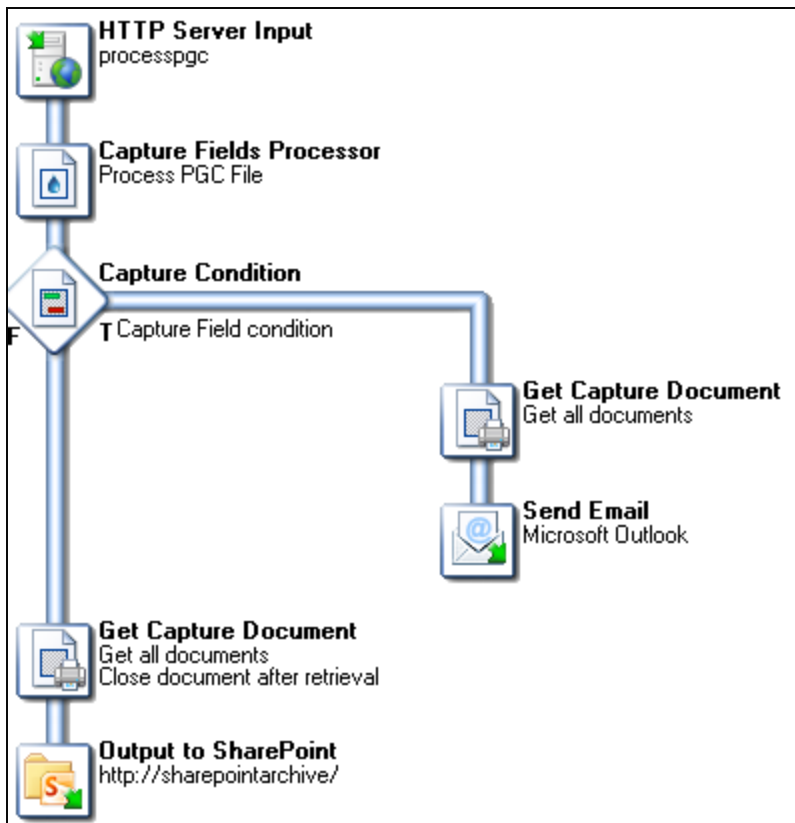 HTTP Server Input
processpgc
Capture Fields Processor
Process PGC File
Capture Condition
F
T Capture Field condition
Get Capture Document
Get all documents
Send Email
Microsoft Outlook
Get Capture Document
Get all documents
Close document after retrieval
Output to SharePoint
http://sharepointarchive/